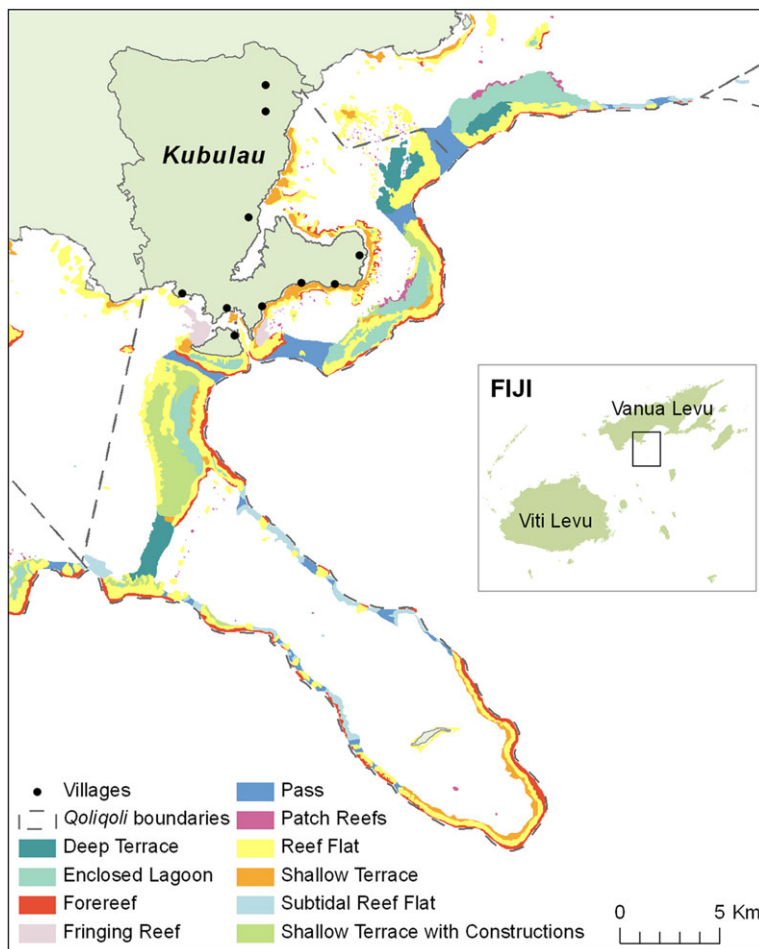 Kubulau
FIJI
Vanua Levu
Viti Levu
Villages
Qoliqoli boundaries
Deep Terrace
Enclosed Lagoon
Forereef
Fringing Reef
Pass
Patch Reefs
Reef Flat
Shallow Terrace
Subtidal Reef Flat
Shallow Terrace with Constructions
0 5 Km